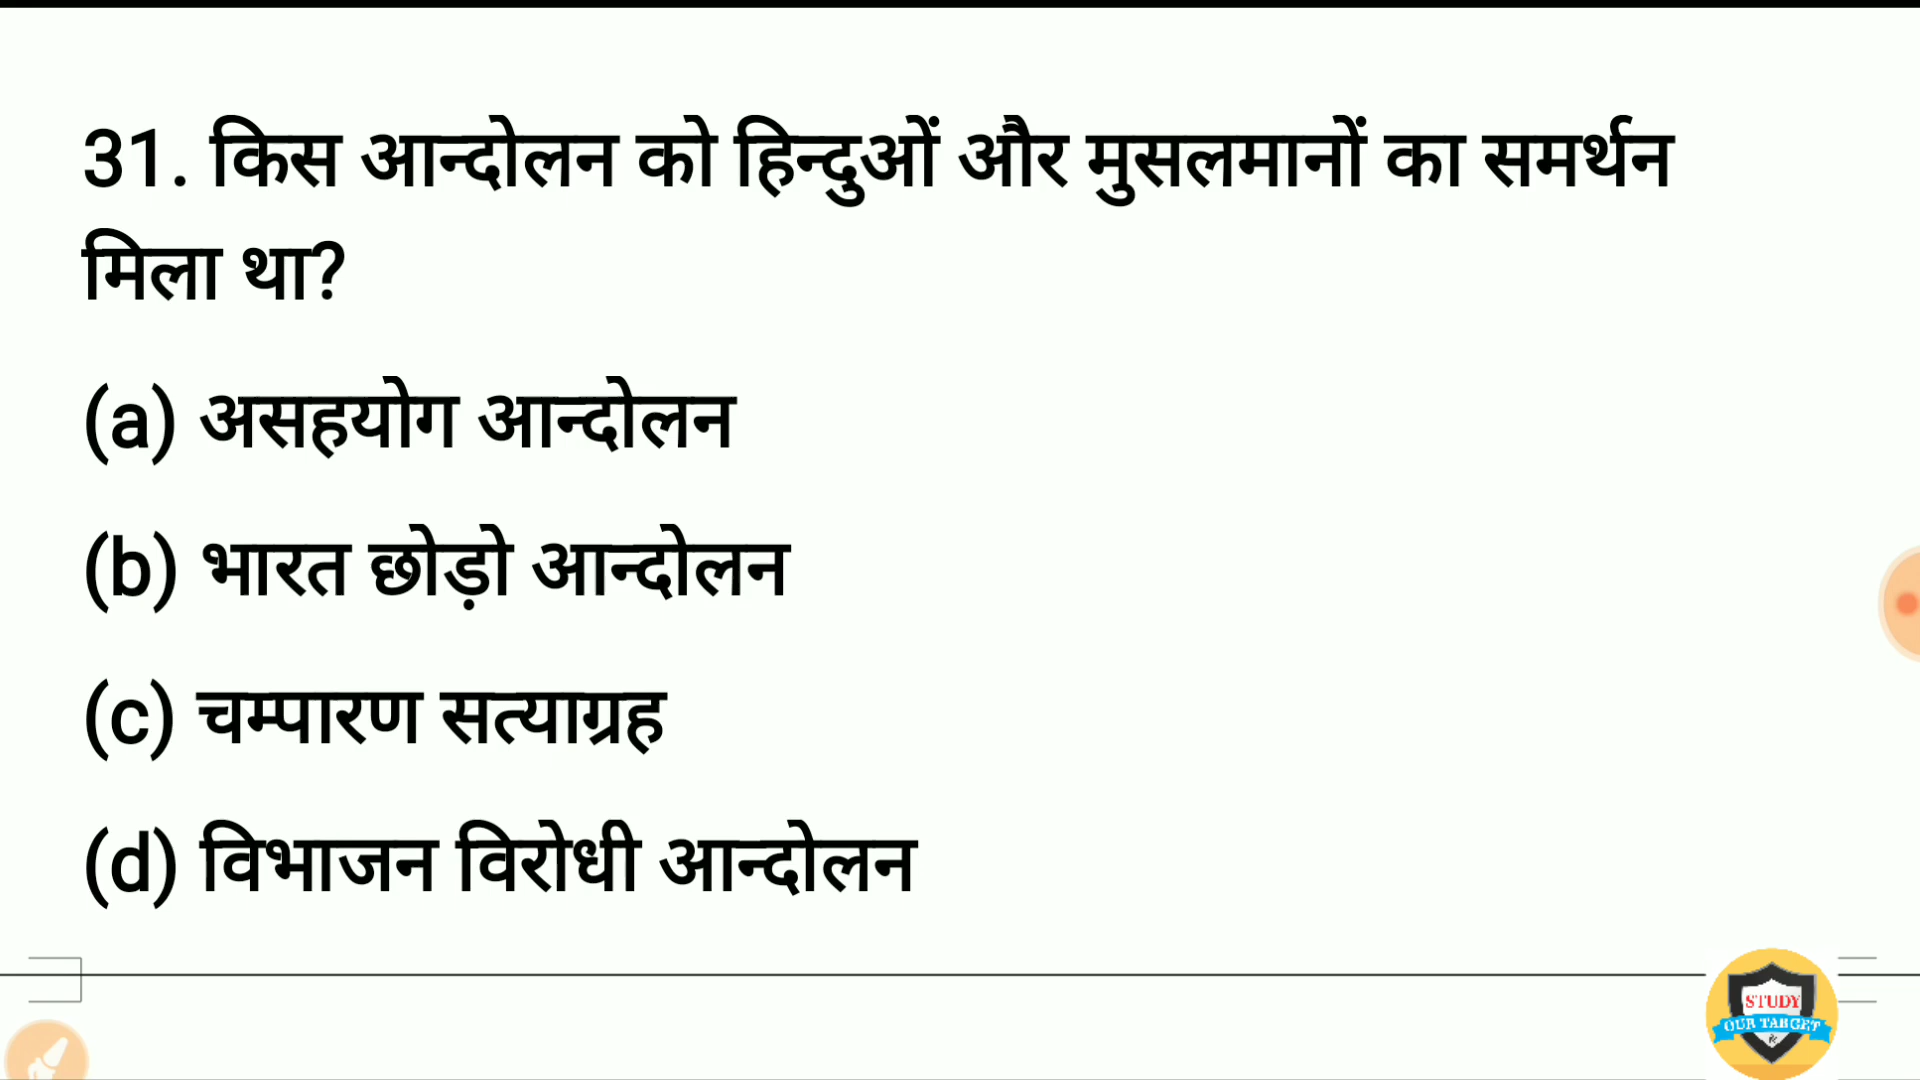 31. किस आन्दोलन को हिन्दुओं और मुसलमानों का समर्थन
मिला था?
(a) असहयोग आन्दोलन
(b) भारत छोड़ो आन्दोलन
(c) चम्पारण सत्याग्रह
(d) विभाजन विरोधी आन्दोलन
STUDY
OUR TARGET